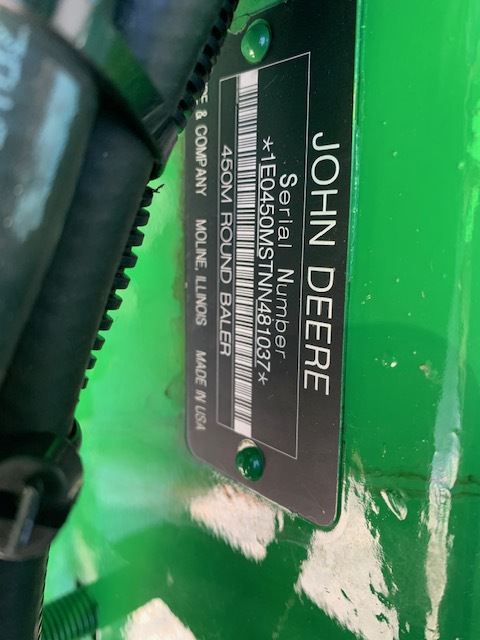 JOHN DEERE
Serial Number
*1E0450MSTNN481037*
450M ROUND BALER
& COMPANY MOLINE, ILLINOIS MADE IN USA